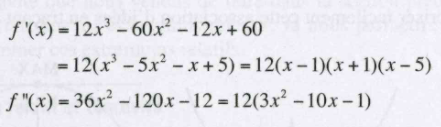 f'(x) = 12x³ − 60x² − 12x + 60
= 12(x³ − 5x² − x + 5) = 12(x − 1)(x + 1)(x − 5)
f"(x) = 36x² − 120x − 12 = 12(3x² − 10x − 1)